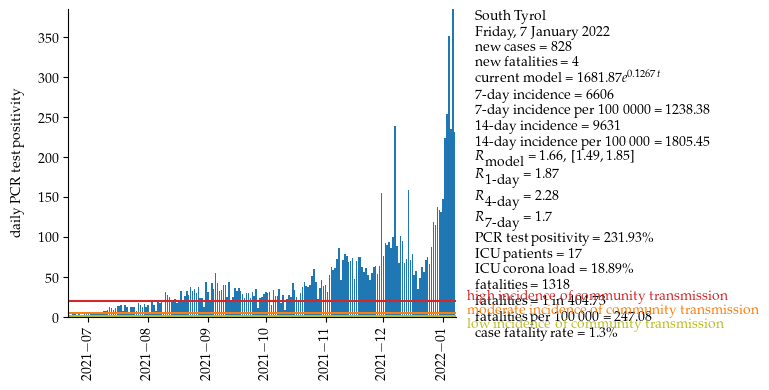 South Tyrol
Friday, 7 January 2022
new cases = 828
new fatalities = 4
current model = 1681.87e^0.1267 t
7-day incidence = 6606
7-day incidence per 100 0000 = 1238.38
14-day incidence = 9631
14-day incidence per 100 000 = 1805.45
R_model = 1.66, [1.49, 1.85]
R_1-day = 1.87
R_4-day = 2.28
R_7-day = 1.7
PCR test positivity = 231.93%
ICU patients = 17
ICU corona load = 18.89%
fatalities = 1318
high incidence of community transmission
fatalities = 1 in 404.73
moderate incidence of community transmission
fatalities per 100 000 = 247.08
low incidence of community transmission
case fatality rate = 1.3%
daily PCR test positivity
350
300
250
200
150
100
50
0
2021-07
2021-08
2021-09
2021-10
2021-11
2021-12
2022-01